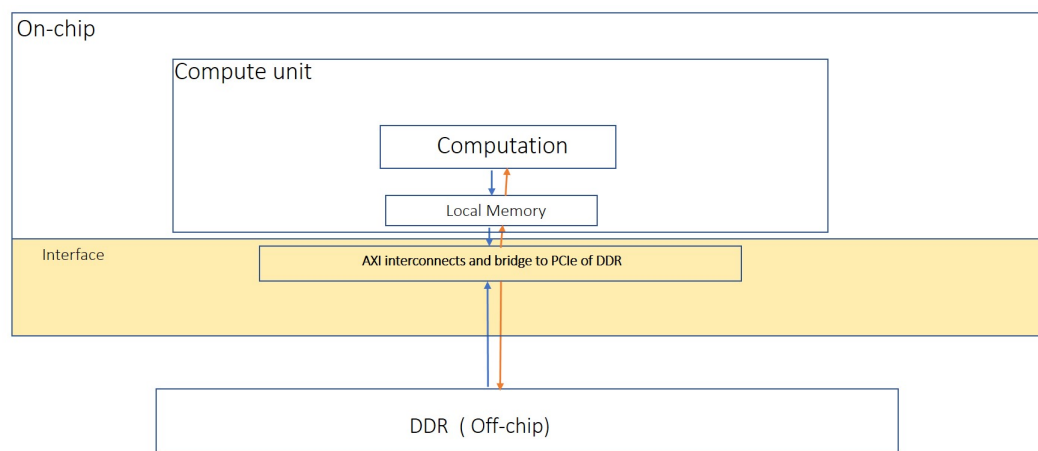 On-chip
Compute unit
Computation
Local Memory
Interface
AXI interconnects and bridge to PCIe of DDR
DDR ( Off-chip)